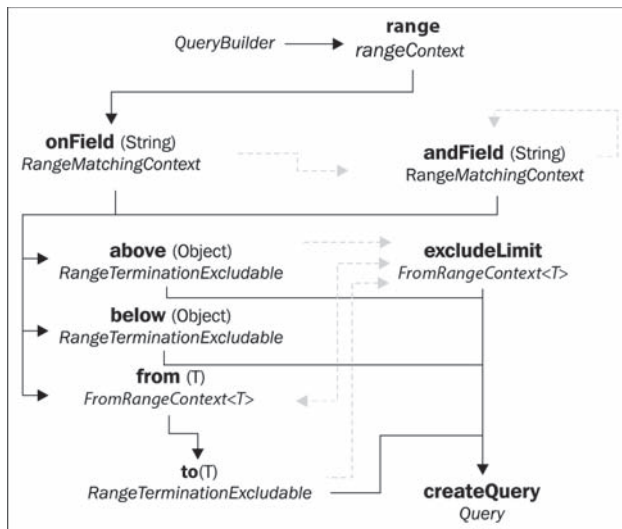 range
QueryBuilder
rangeContext
onField (String)
RangeMatchingContext
andField (String)
RangeMatchingContext
above (Object)
RangeTerminationExcludable
excludeLimit
FromRangeContext<T>
below (Object)
RangeTerminationExcludable
from (T)
FromRangeContext<T>
to(T)
RangeTerminationExcludable
createQuery
Query